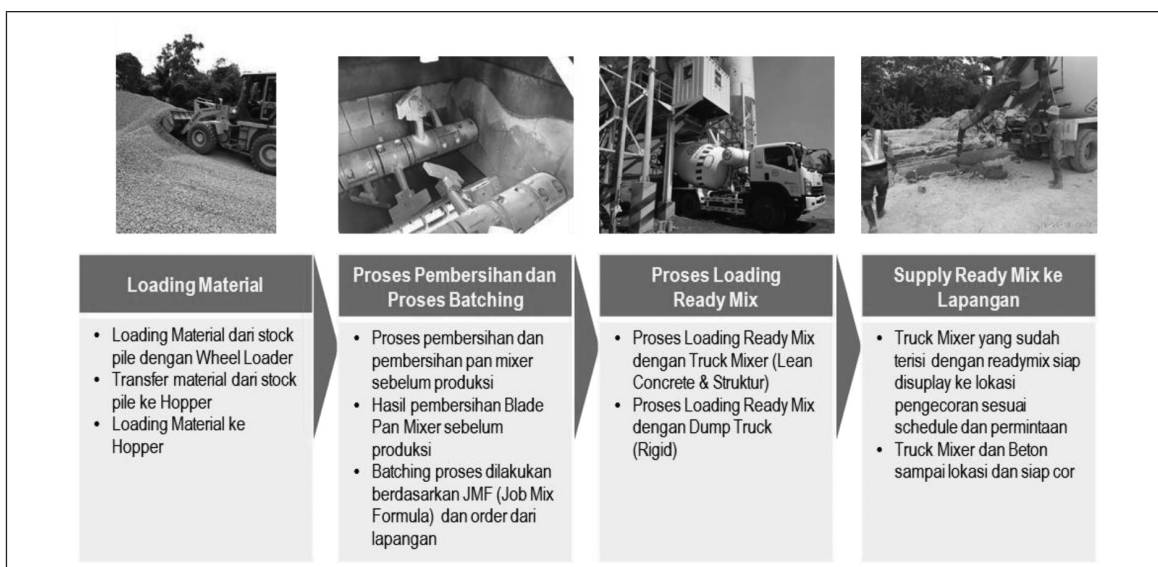 Loading Material
• Loading Material dari stock
pile dengan Wheel Loader
• Transfer material dari stock
pile ke Hopper
• Loading Material ke
Hopper
Proses Pembersihan dan
Proses Batching
• Proses pembersihan dan
pembersihan pan mixer
sebelum produksi
• Hasil pembersihan Blade
Pan Mixer sebelum
produksi
• Batching proses dilakukan
berdasarkan JMF (Job Mix
Formula) dan order dari
lapangan
Proses Loading
Ready Mix
• Proses Loading Ready Mix
dengan Truck Mixer (Lean
Concrete & Struktur)
• Proses Loading Ready Mix
dengan Dump Truck
(Rigid)
Supply Ready Mix ke
Lapangan
• Truck Mixer yang sudah
terisi dengan readymix siap
disuplay ke lokasi
pengecoran sesuai
schedule dan permintaan
• Truck Mixer dan Beton
sampai lokasi dan siap cor